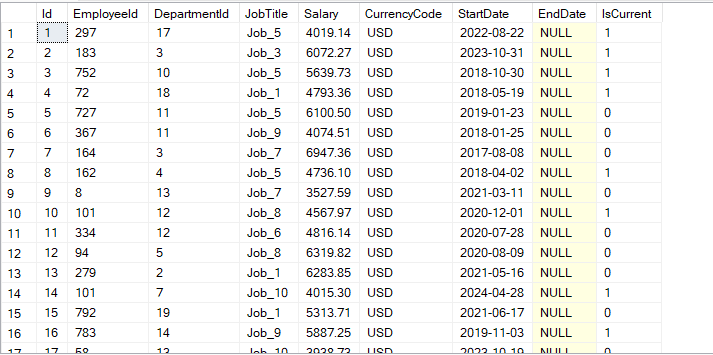 Id EmployeeId DepartmentId JobTitle Salary CurrencyCode StartDate EndDate IsCurrent
1 1 297 17 Job_5 4019.14 USD 2022-08-22 NULL 1
2 2 183 3 Job_3 6072.27 USD 2023-10-31 NULL 1
3 3 752 10 Job_5 5639.73 USD 2018-10-30 NULL 1
4 4 72 18 Job_1 4793.36 USD 2018-05-19 NULL 1
5 5 727 11 Job_5 6100.50 USD 2019-01-23 NULL 0
6 6 367 11 Job_9 4074.51 USD 2018-01-25 NULL 0
7 7 164 3 Job_7 6947.36 USD 2017-08-08 NULL 0
8 8 162 4 Job_5 4736.10 USD 2018-04-02 NULL 1
9 9 8 13 Job_7 3527.59 USD 2021-03-11 NULL 0
10 10 101 12 Job_8 4567.97 USD 2020-12-01 NULL 1
11 11 334 12 Job_6 4816.14 USD 2020-07-28 NULL 0
12 12 94 5 Job_8 6319.82 USD 2020-08-09 NULL 0
13 13 279 2 Job_1 6283.85 USD 2021-05-16 NULL 0
14 14 101 7 Job_10 4015.30 USD 2024-04-28 NULL 1
15 15 792 19 Job_1 5313.71 USD 2021-06-17 NULL 0
16 16 783 14 Job_9 5887.25 USD 2019-11-03 NULL 1
17 17 58 13 Job_10 3938.73 USD 2023-10-19 NULL 0